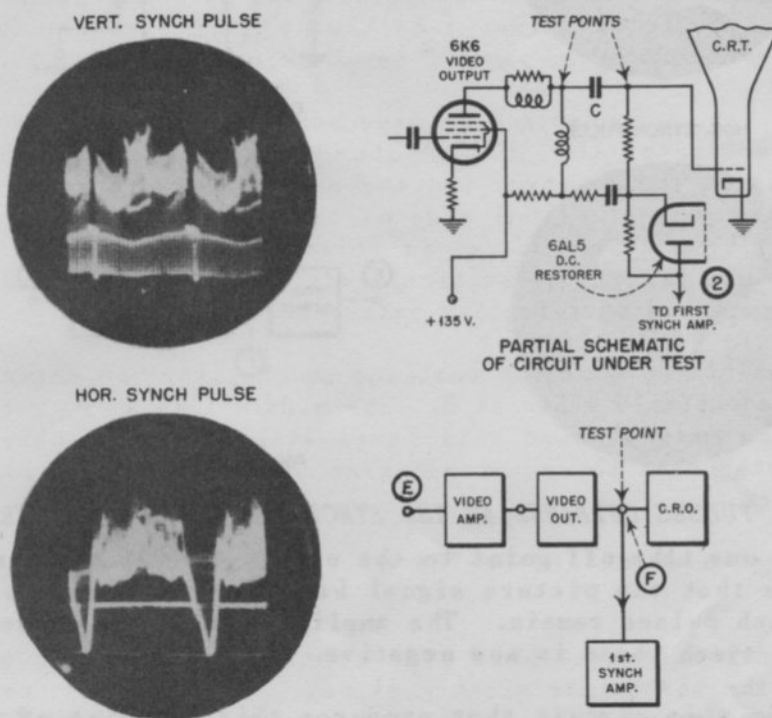 VERT. SYNCH PULSE
TEST POINTS
6K6
VIDEO
OUTPUT
C.R.T.
C
6AL5
D.C.
RESTORER
2
+135 V.
TO FIRST
SYNCH AMP.
PARTIAL SCHEMATIC
OF CIRCUIT UNDER TEST
HOR. SYNCH PULSE
TEST POINT
E
VIDEO
AMP.
VIDEO
OUT.
C.R.O.
F
1st.
SYNCH
AMP.